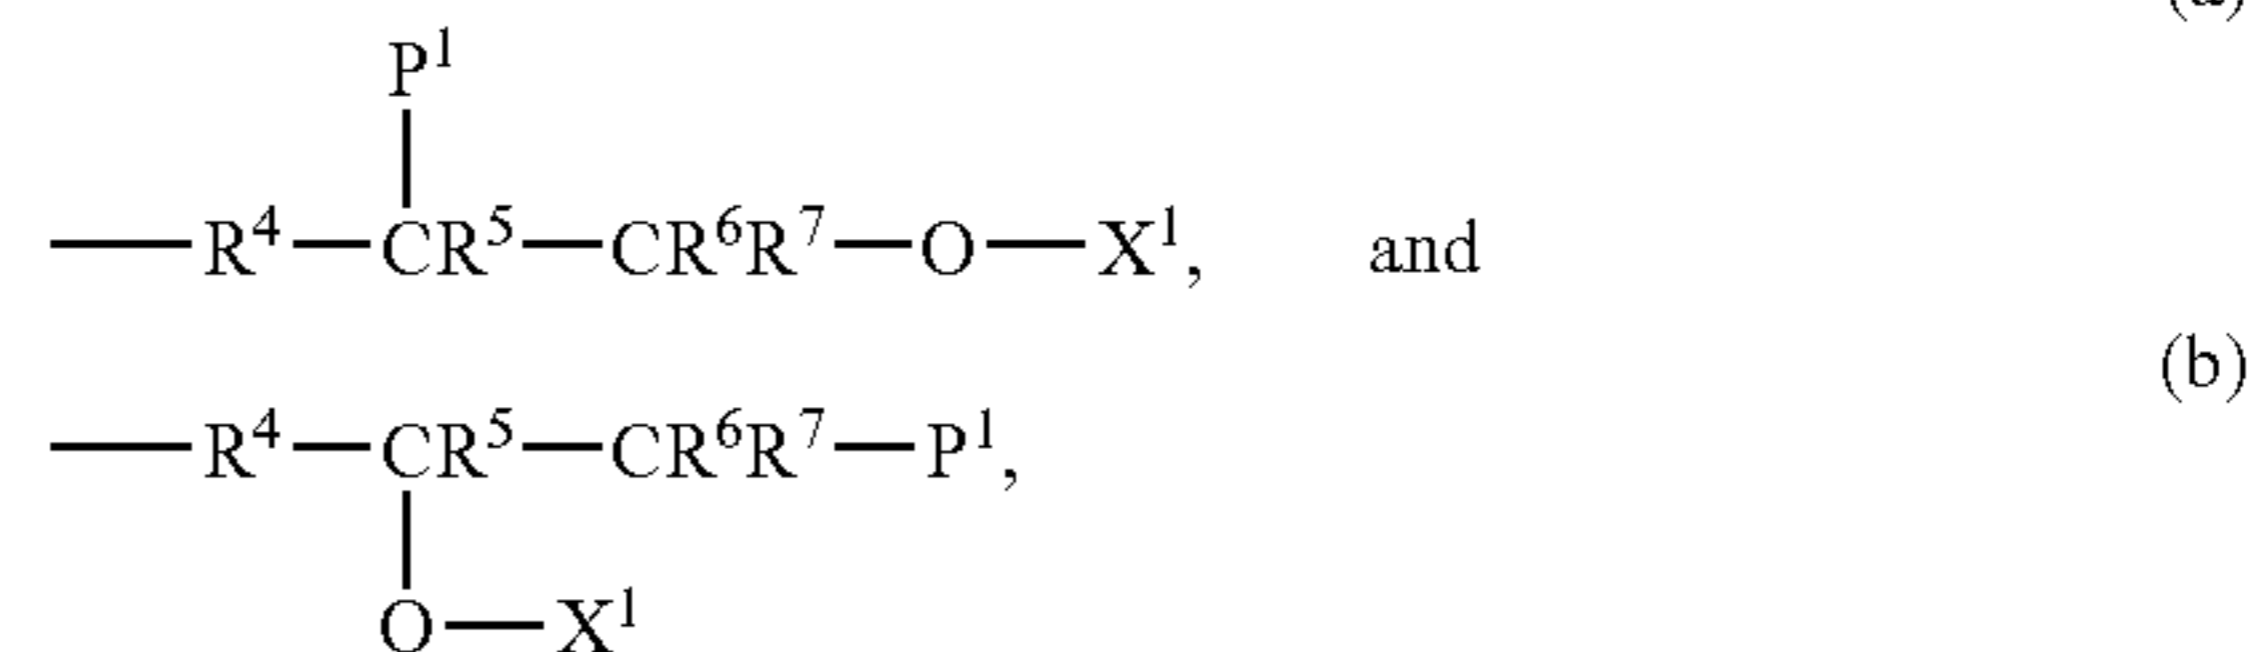 (a)
P¹
—R⁴—CR⁵—CR⁶R⁷—O—X¹, and
(b)
—R⁴—CR⁵—CR⁶R⁷—P¹,
O—X¹